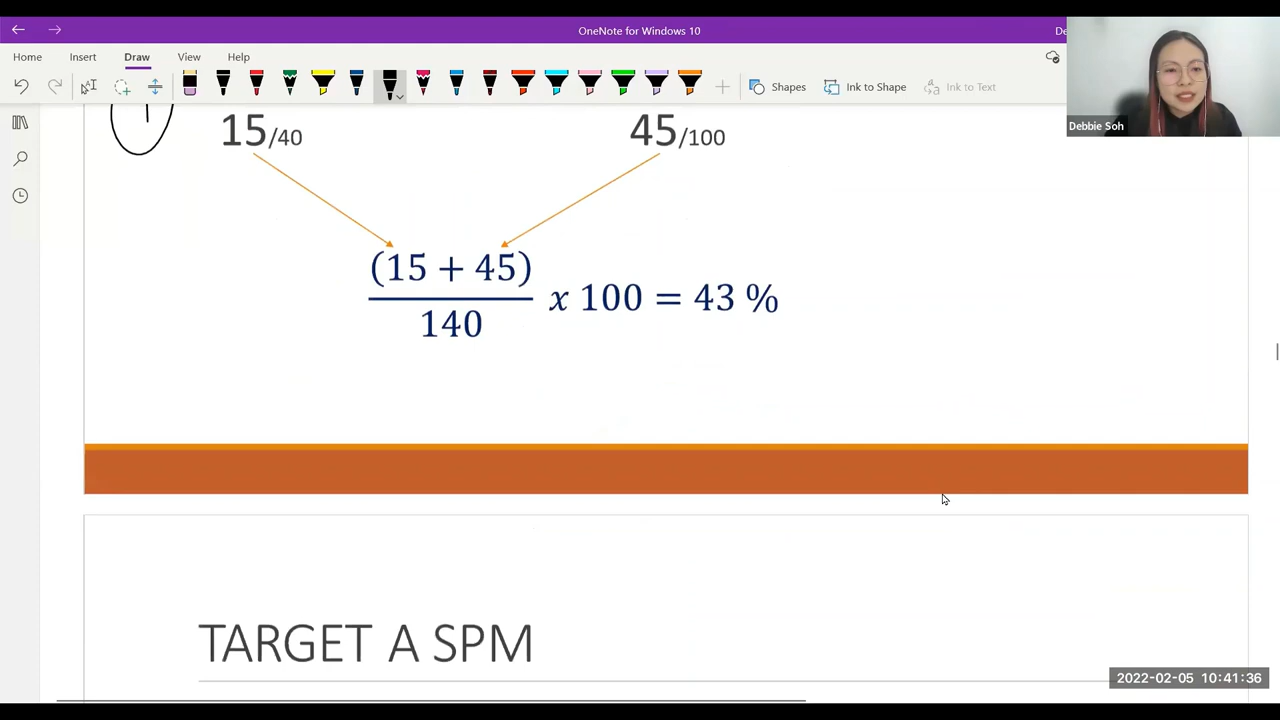 OneNote for Windows 10
De
Home Insert Draw View Help
Shapes Ink to Shape Ink to Text
Debbie Soh
15/40 45/100
(15 + 45)
140
x 100 = 43 %
TARGET A SPM
2022-02-05 10:41:36